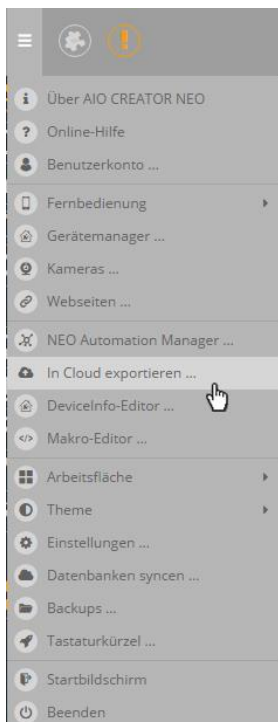 Über AIO CREATOR NEO
Online-Hilfe
Benutzerkonto ...
Fernbedienung
Gerätemanager ...
Kameras ...
Webseiten ...
NEO Automation Manager ...
In Cloud exportieren ...
DeviceInfo-Editor ...
Makro-Editor ...
Arbeitsfläche
Theme
Einstellungen ...
Datenbanken syncen ...
Backups ...
Tastaturkürzel ...
Startbildschirm
Beenden